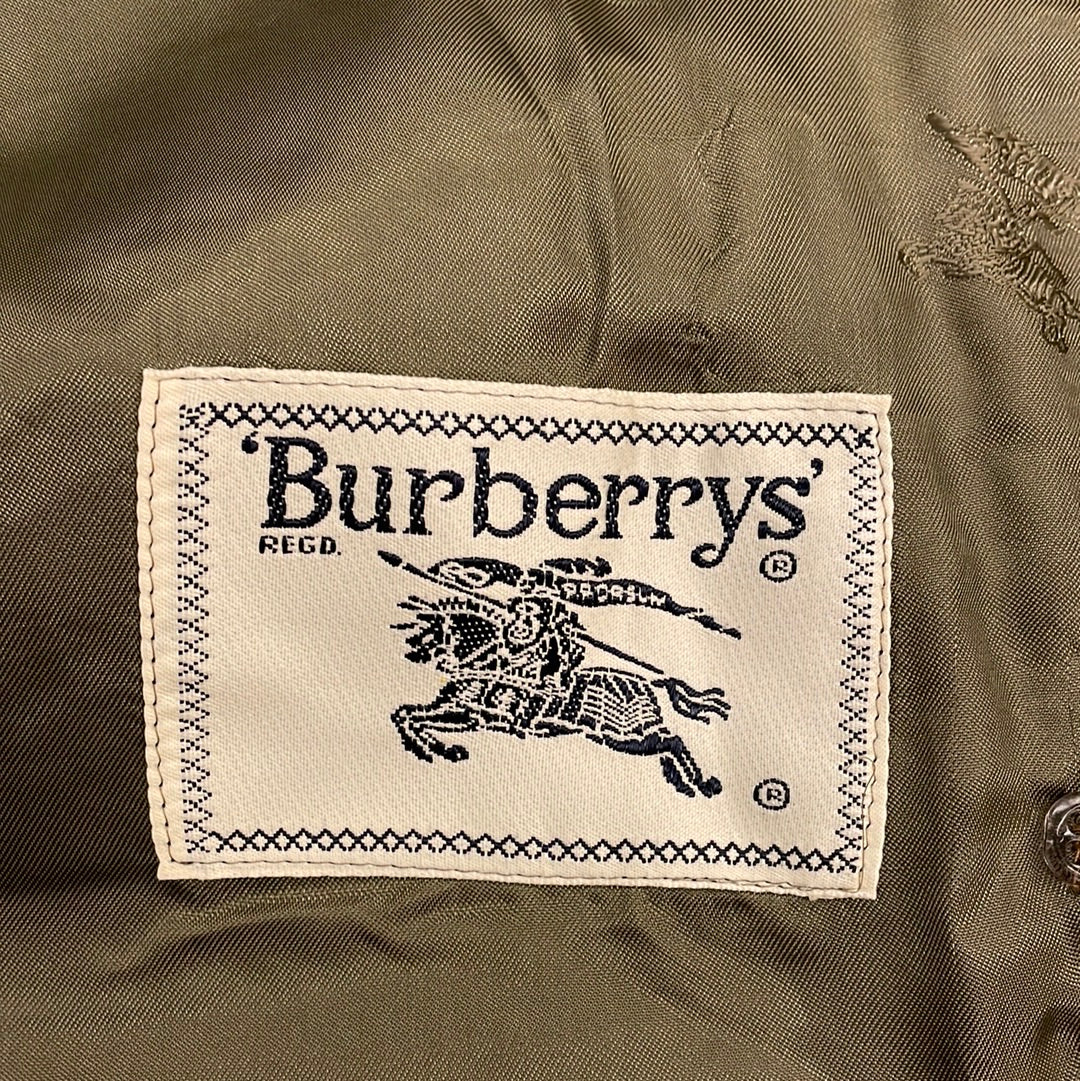 'Burberrys'
REGD. ®
PRORSUM
®